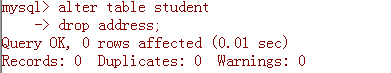 mysql> alter table student
    -> drop address;
Query OK, 0 rows affected (0.01 sec)
Records: 0  Duplicates: 0  Warnings: 0